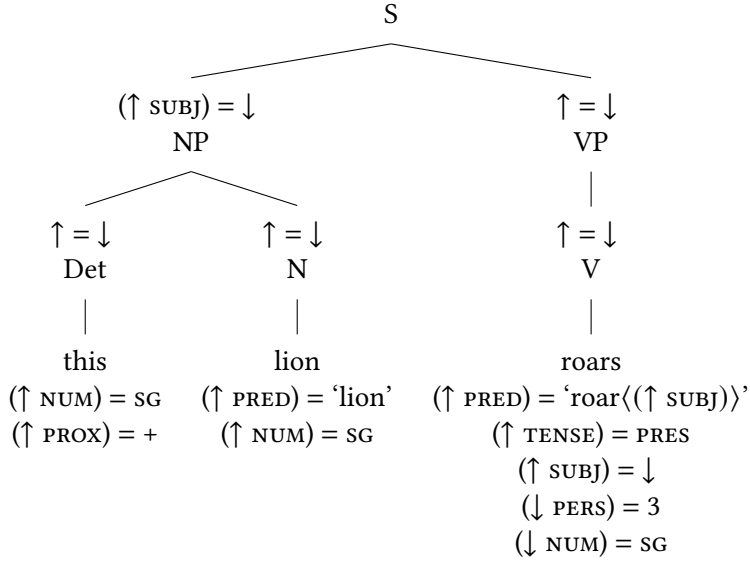 S
(↑ SUBJ) = ↓ ↑ = ↓
NP VP
↑ = ↓ ↑ = ↓ ↑ = ↓
Det N V
this lion roars
(↑ NUM) = SG (↑ PRED) = ‘lion’ (↑ PRED) = ‘roar⟨(↑ SUBJ)⟩’
(↑ PROX) = + (↑ NUM) = SG (↑ TENSE) = PRES
(↑ SUBJ) = ↓
(↓ PERS) = 3
(↓ NUM) = SG